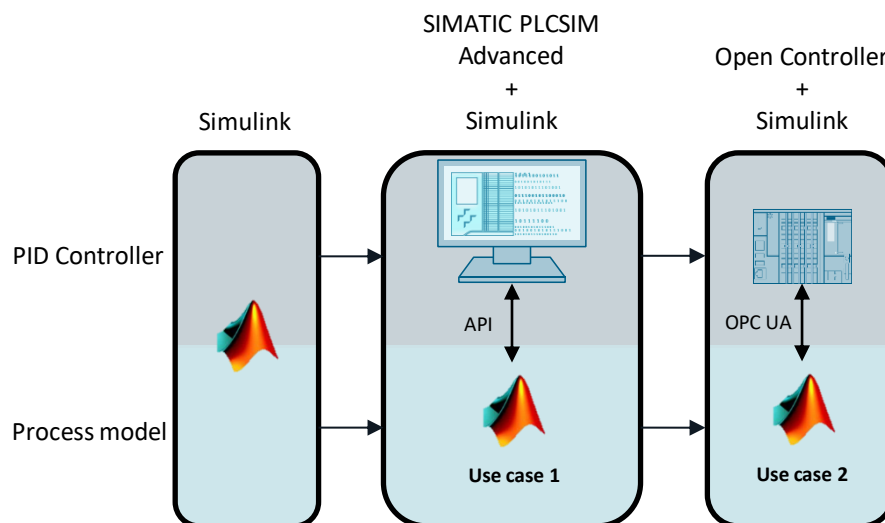 SIMATIC PLCSIM
Advanced
+
Simulink
Open Controller
+
Simulink
Simulink
PID Controller
API
OPC UA
Process model
Use case 1
Use case 2